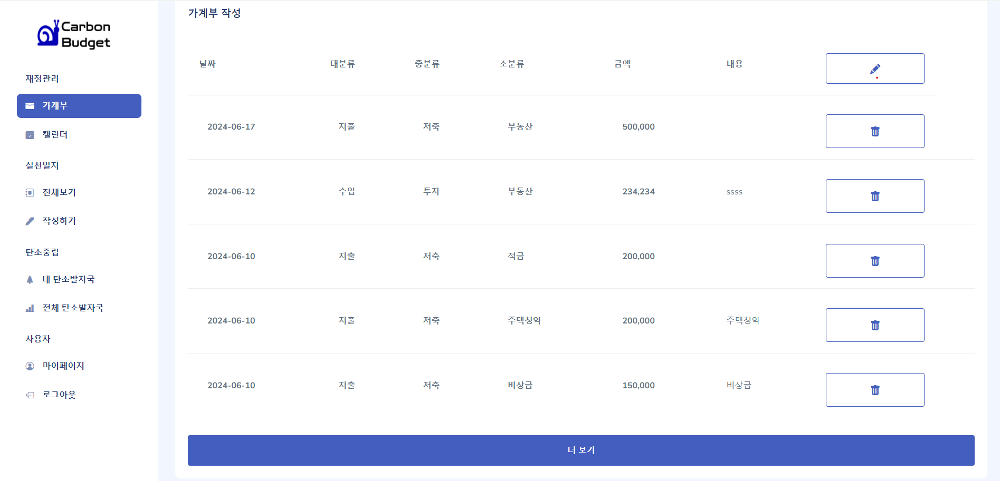 Carbon
Budget
재정관리
가계부
캘린더
실천일지
전체보기
작성하기
탄소중립
내 탄소발자국
전체 탄소발자국
사용자
마이페이지
로그아웃
가계부 작성
날짜 대분류 중분류 소분류 금액 내용
2024-06-17 지출 저축 부동산 500,000
2024-06-12 수입 투자 부동산 234,234 ssss
2024-06-10 지출 저축 적금 200,000
2024-06-10 지출 저축 주택청약 200,000 주택청약
2024-06-10 지출 저축 비상금 150,000 비상금
더 보기